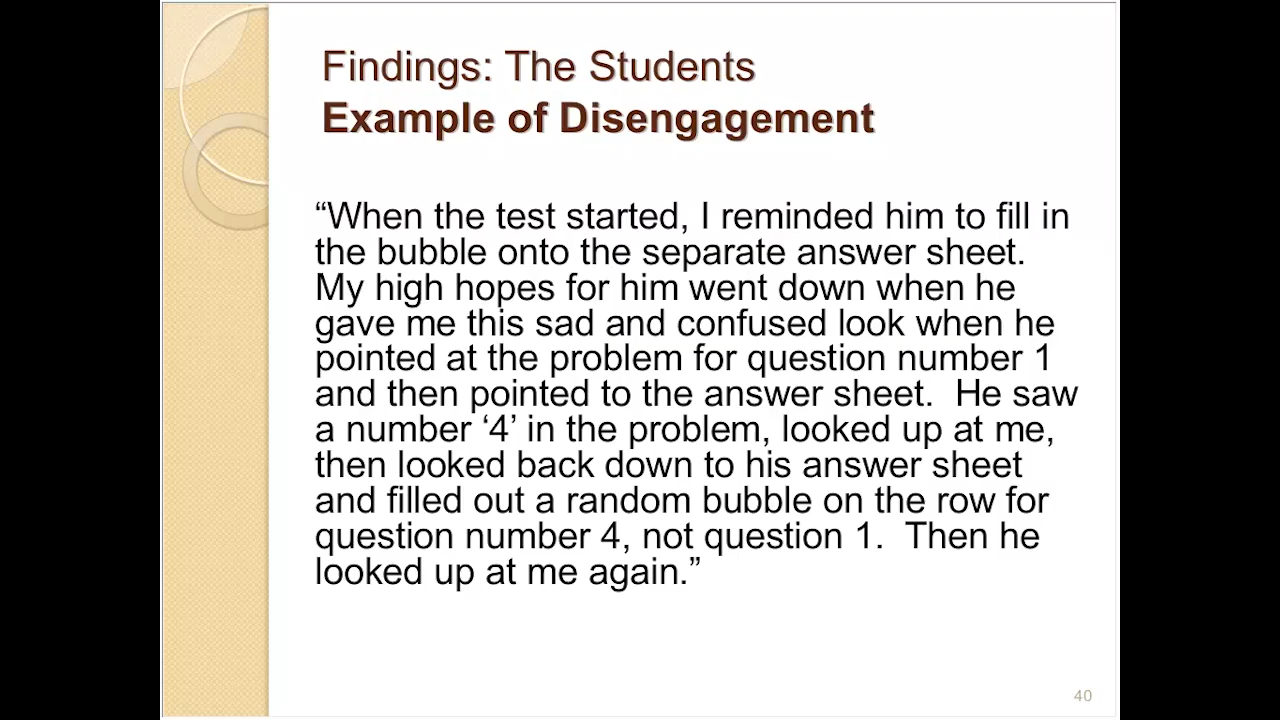 Findings: The Students
Example of Disengagement
“When the test started, I reminded him to fill in
the bubble onto the separate answer sheet.
My high hopes for him went down when he
gave me this sad and confused look when he
pointed at the problem for question number 1
and then pointed to the answer sheet.  He saw
a number ‘4’ in the problem, looked up at me,
then looked back down to his answer sheet
and filled out a random bubble on the row for
question number 4, not question 1.  Then he
looked up at me again.”
40